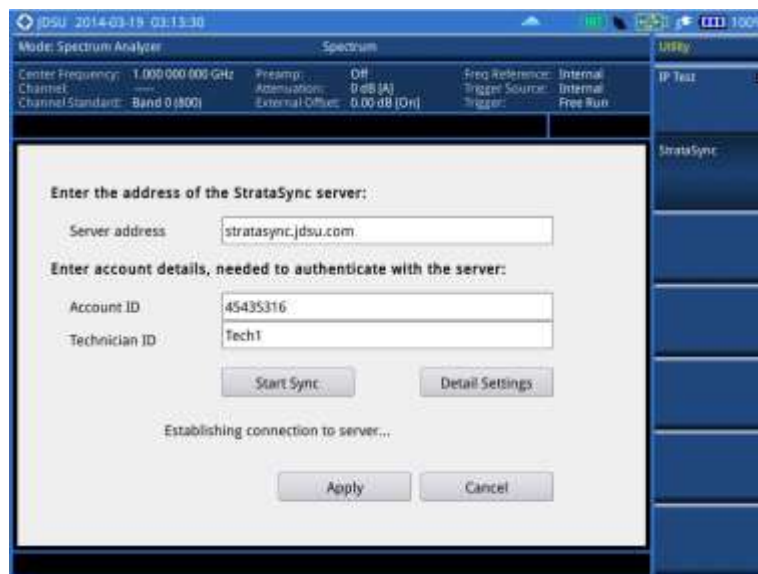 JDSU 2014-03-19 03:13:30 100%
Mode: Spectrum Analyzer Spectrum Utility
Center Frequency: 1.000 000 000 GHz Preamp: Off Freq Reference: Internal
Channel: ---- Attenuation: 0 dB [A] Trigger Source: Internal
Channel Standard: Band 0 (800) External Offset: 0.00 dB [On] Trigger: Free Run
IP Test
StrataSync
Enter the address of the StrataSync server:
Server address stratasync.jdsu.com
Enter account details, needed to authenticate with the server:
Account ID 45435316
Technician ID Tech1
Start Sync Detail Settings
Establishing connection to server...
Apply Cancel